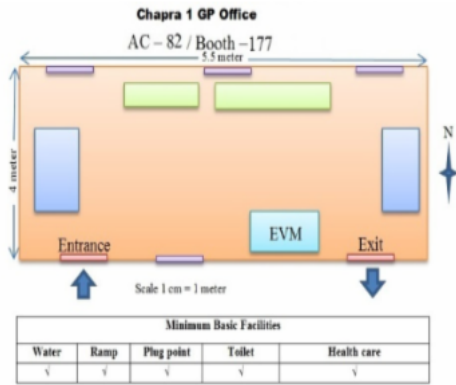 Chapra 1 GP Office
AC – 82 / Booth –177
5.5 meter
4 meter
N
EVM
Entrance
Exit
Scale 1 cm = 1 meter
Minimum Basic Facilities
Water Ramp Plug point Toilet Health care
√ √ √ √ √